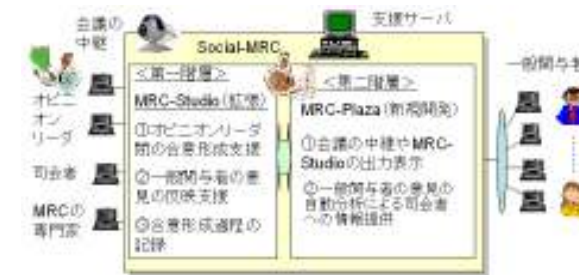 会議の
中継
支援サーバ
Social-MRC
一般関与者
<第一階層>
MRC-Studio(拡張)
①オピニオンリーダ
間の合意形成支援
②一般関与者の意
見の反映支援
③合意形成過程の
記録
<第二階層>
MRC-Plaza(新規開発)
①会議の中継やMRC-
Studioの出力表示
②一般関与者の意見の
自動分析による司会者
への情報提供
オピニ
オン
リーダ
司会者
MRCの
専門家